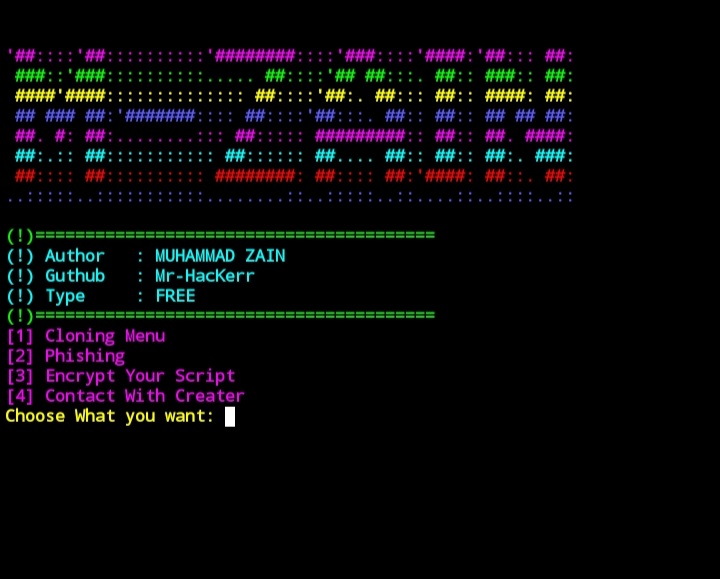 M-ZAIN
(!)========================================
(!) Author   : MUHAMMAD ZAIN
(!) Guthub   : Mr-HacKerr
(!) Type     : FREE
(!)========================================
[1] Cloning Menu
[2] Phishing
[3] Encrypt Your Script
[4] Contact With Creater
Choose What you want: